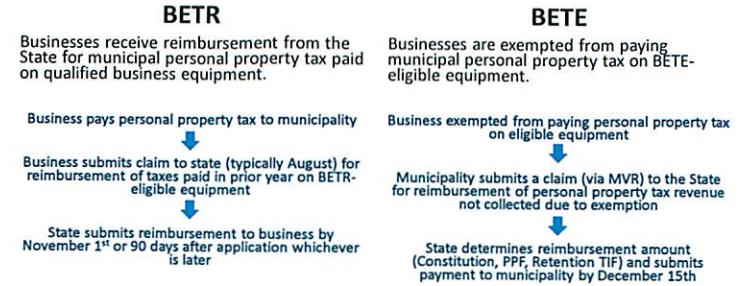 BETR
Businesses receive reimbursement from the
State for municipal personal property tax paid
on qualified business equipment.
Business pays personal property tax to municipality
Business submits claim to state (typically August) for
reimbursement of taxes paid in prior year on BETR-
eligible equipment
State submits reimbursement to business by
November 1st or 90 days after application whichever
is later
BETE
Businesses are exempted from paying
municipal personal property tax on BETE-
eligible equipment.
Business exempted from paying personal property tax
on eligible equipment
Municipality submits a claim (via MVR) to the State
for reimbursement of personal property tax revenue
not collected due to exemption
State determines reimbursement amount
(Constitution, PPF, Retention TIF) and submits
payment to municipality by December 15th